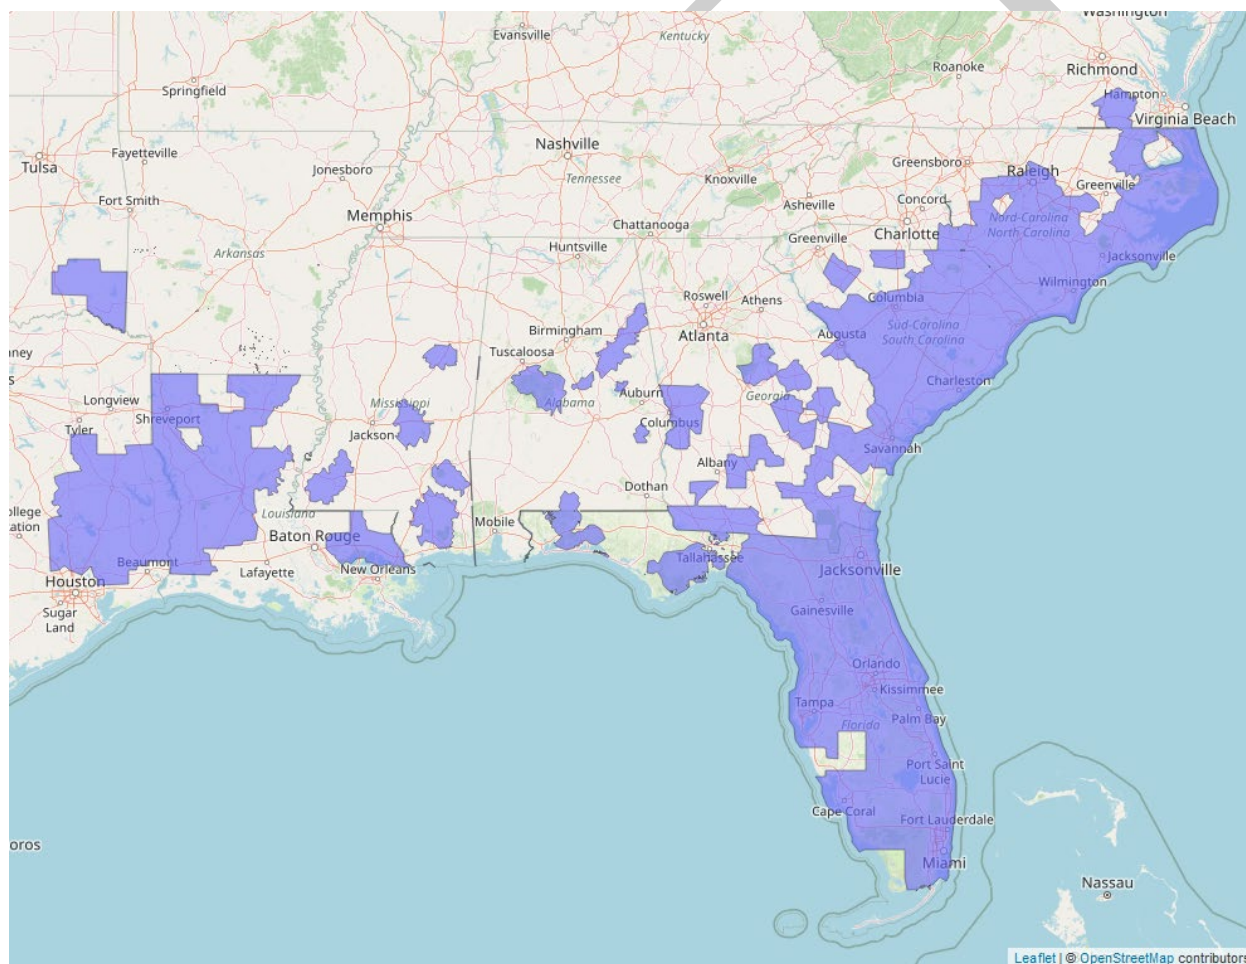 Washington
Evansville
Kentucky
Roanoke
Richmond
Springfield
Hampton
Virginia Beach
Nashville
Fayetteville
Tulsa
Jonesboro
Tennessee
Knoxville
Greensboro
Raleigh
Greenville
Fort Smith
Memphis
Asheville
Concord
Nord-Carolina
North Carolina
Chattanooga
Charlotte
Arkansas
Huntsville
Greenville
Jacksonville
Wilmington
Roswell
Athens
Columbia
Birmingham
Atlanta
Augusta
Süd-Carolina
South Carolina
ney
Tuscaloosa
s
Charleston
Longview
Mississippi
Auburn
Alabama
Georgia
Tyler
Shreveport
Jackson
Columbus
Savannah
Albany
Dothan
ollege
ation
Louisiana
Mobile
Baton Rouge
Beaumont
Lafayette
New Orleans
Tallahassee
Jacksonville
Houston
Sugar
Land
Gainesville
Orlando
Kissimmee
Tampa
Palm Bay
Florida
Port Saint
Lucie
Cape Coral
Fort Lauderdale
oros
Miami
Nassau
Leaflet | © OpenStreetMap contributors